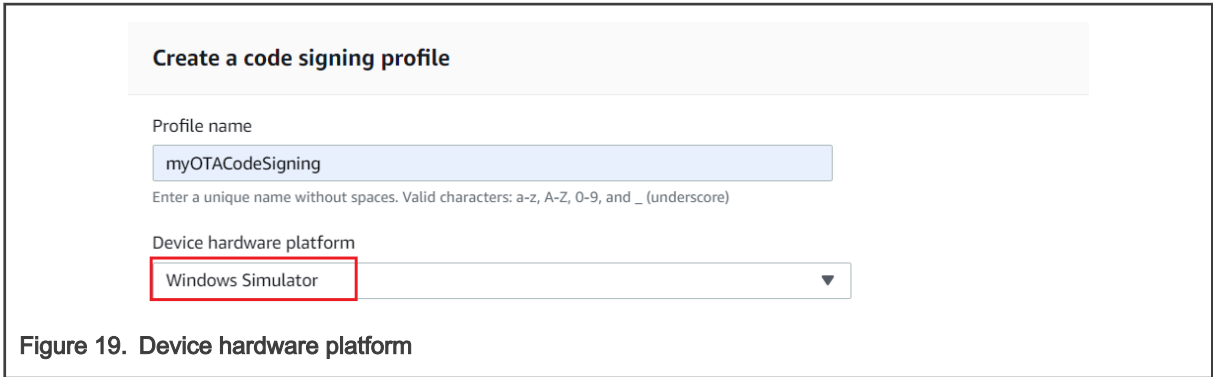 Create a code signing profile
Profile name
myOTACodeSigning
Enter a unique name without spaces. Valid characters: a-z, A-Z, 0-9, and _ (underscore)
Device hardware platform
Windows Simulator
Figure 19. Device hardware platform